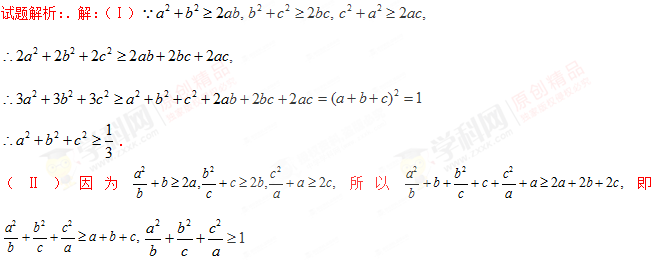 试题解析:. 解:(Ⅰ)∵a²+b²≥2ab, b²+c²≥2bc, c²+a²≥2ac,
∴2a²+2b²+2c²≥2ab+2bc+2ac,
∴3a²+3b²+3c²≥a²+b²+c²+2ab+2bc+2ac=(a+b+c)²=1
∴a²+b²+c²≥1/3.
(Ⅱ)因为 a²/b+b≥2a, b²/c+c≥2b, c²/a+a≥2c, 所以 a²/b+b+b²/c+c+c²/a+a≥2a+2b+2c, 即
a²/b+b²/c+c²/a≥a+b+c, a²/b+b²/c+c²/a≥1